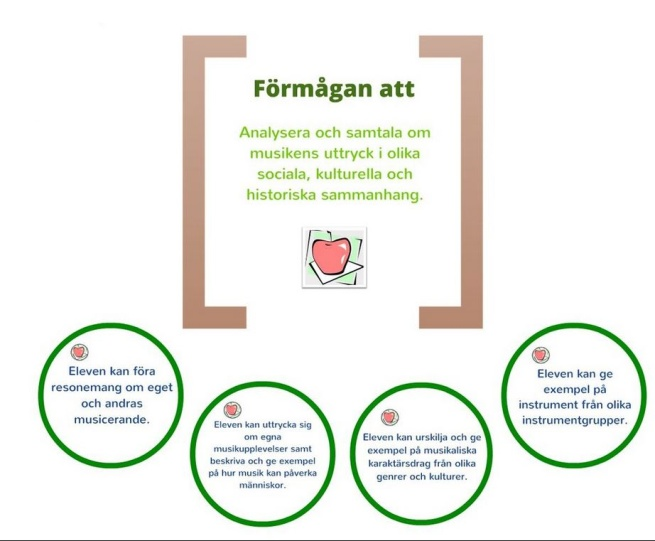 Förmågan att
Analysera och samtala om
musikens uttryck i olika
sociala, kulturella och
historiska sammanhang.
Eleven kan föra
resonemang om eget
och andras
musicerande.
Eleven kan uttrycka sig
om egna
musikupplevelser samt
beskriva och ge exempel
på hur musik kan påverka
människor.
Eleven kan urskilja och ge
exempel på musikaliska
karaktärsdrag från olika
genrer och kulturer.
Eleven kan ge
exempel på
instrument från olika
instrumentgrupper.